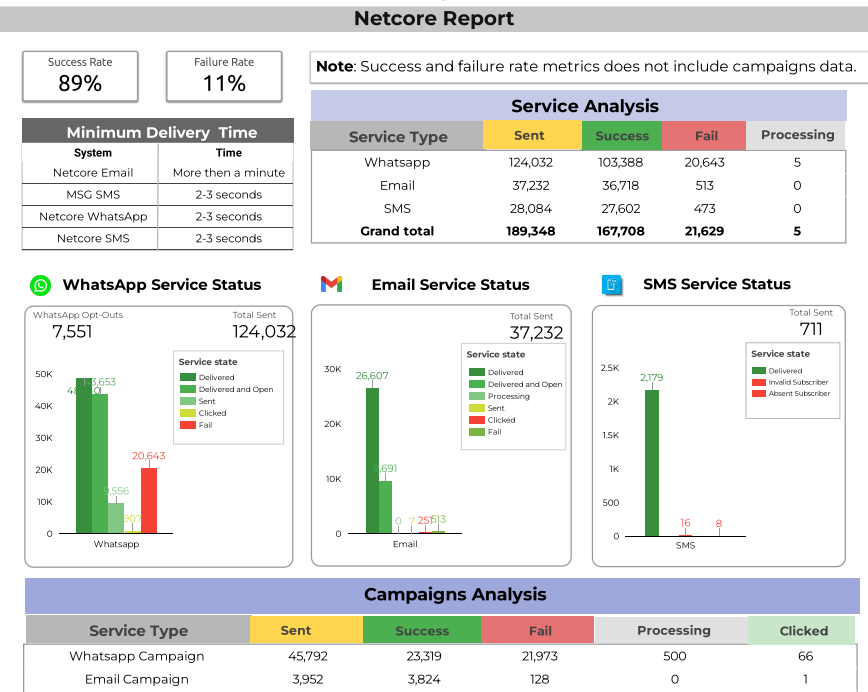 Netcore Report
Success Rate
89%
Failure Rate
11%
Note: Success and failure rate metrics does not include campaigns data.
Minimum Delivery Time
System Time
Netcore Email More then a minute
MSG SMS 2-3 seconds
Netcore WhatsApp 2-3 seconds
Netcore SMS 2-3 seconds
Service Analysis
Service Type Sent Success Fail Processing
Whatsapp 124,032 103,388 20,643 5
Email 37,232 36,718 513 0
SMS 28,084 27,602 473 0
Grand total 189,348 167,708 21,629 5
WhatsApp Service Status
WhatsApp Opt-Outs
7,551
Total Sent
124,032
Service state
Delivered
Delivered and Open
Sent
Clicked
Fail
50K
40K
30K
20K
10K
0
43,653
9,556
907
20,643
Whatsapp
Email Service Status
Total Sent
37,232
Service state
Delivered
Delivered and Open
Processing
Sent
Clicked
Fail
30K
20K
10K
0
26,607
9,691
0
7
251
513
Email
SMS Service Status
Total Sent
711
Service state
Delivered
Invalid Subscriber
Absent Subscriber
2.5K
2K
1.5K
1K
500
0
2,179
16
8
SMS
Campaigns Analysis
Service Type Sent Success Fail Processing Clicked
Whatsapp Campaign 45,792 23,319 21,973 500 66
Email Campaign 3,952 3,824 128 0 1